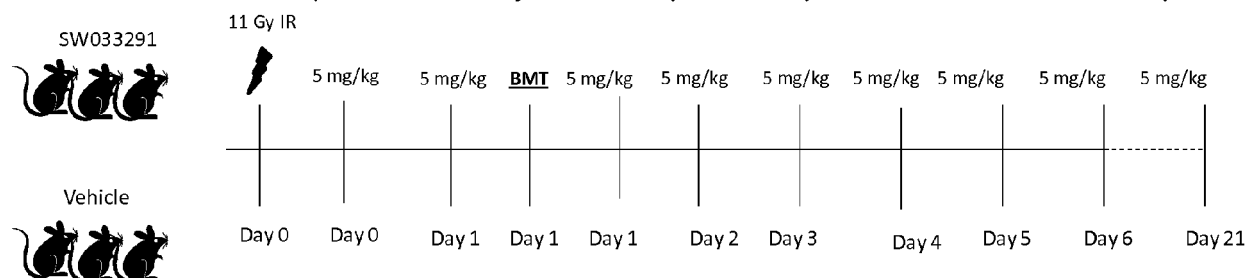 11 Gy IR
SW033291
5 mg/kg 5 mg/kg BMT 5 mg/kg 5 mg/kg 5 mg/kg 5 mg/kg 5 mg/kg 5 mg/kg 5 mg/kg
Vehicle
Day 0 Day 0 Day 1 Day 1 Day 1 Day 2 Day 3 Day 4 Day 5 Day 6 Day 21